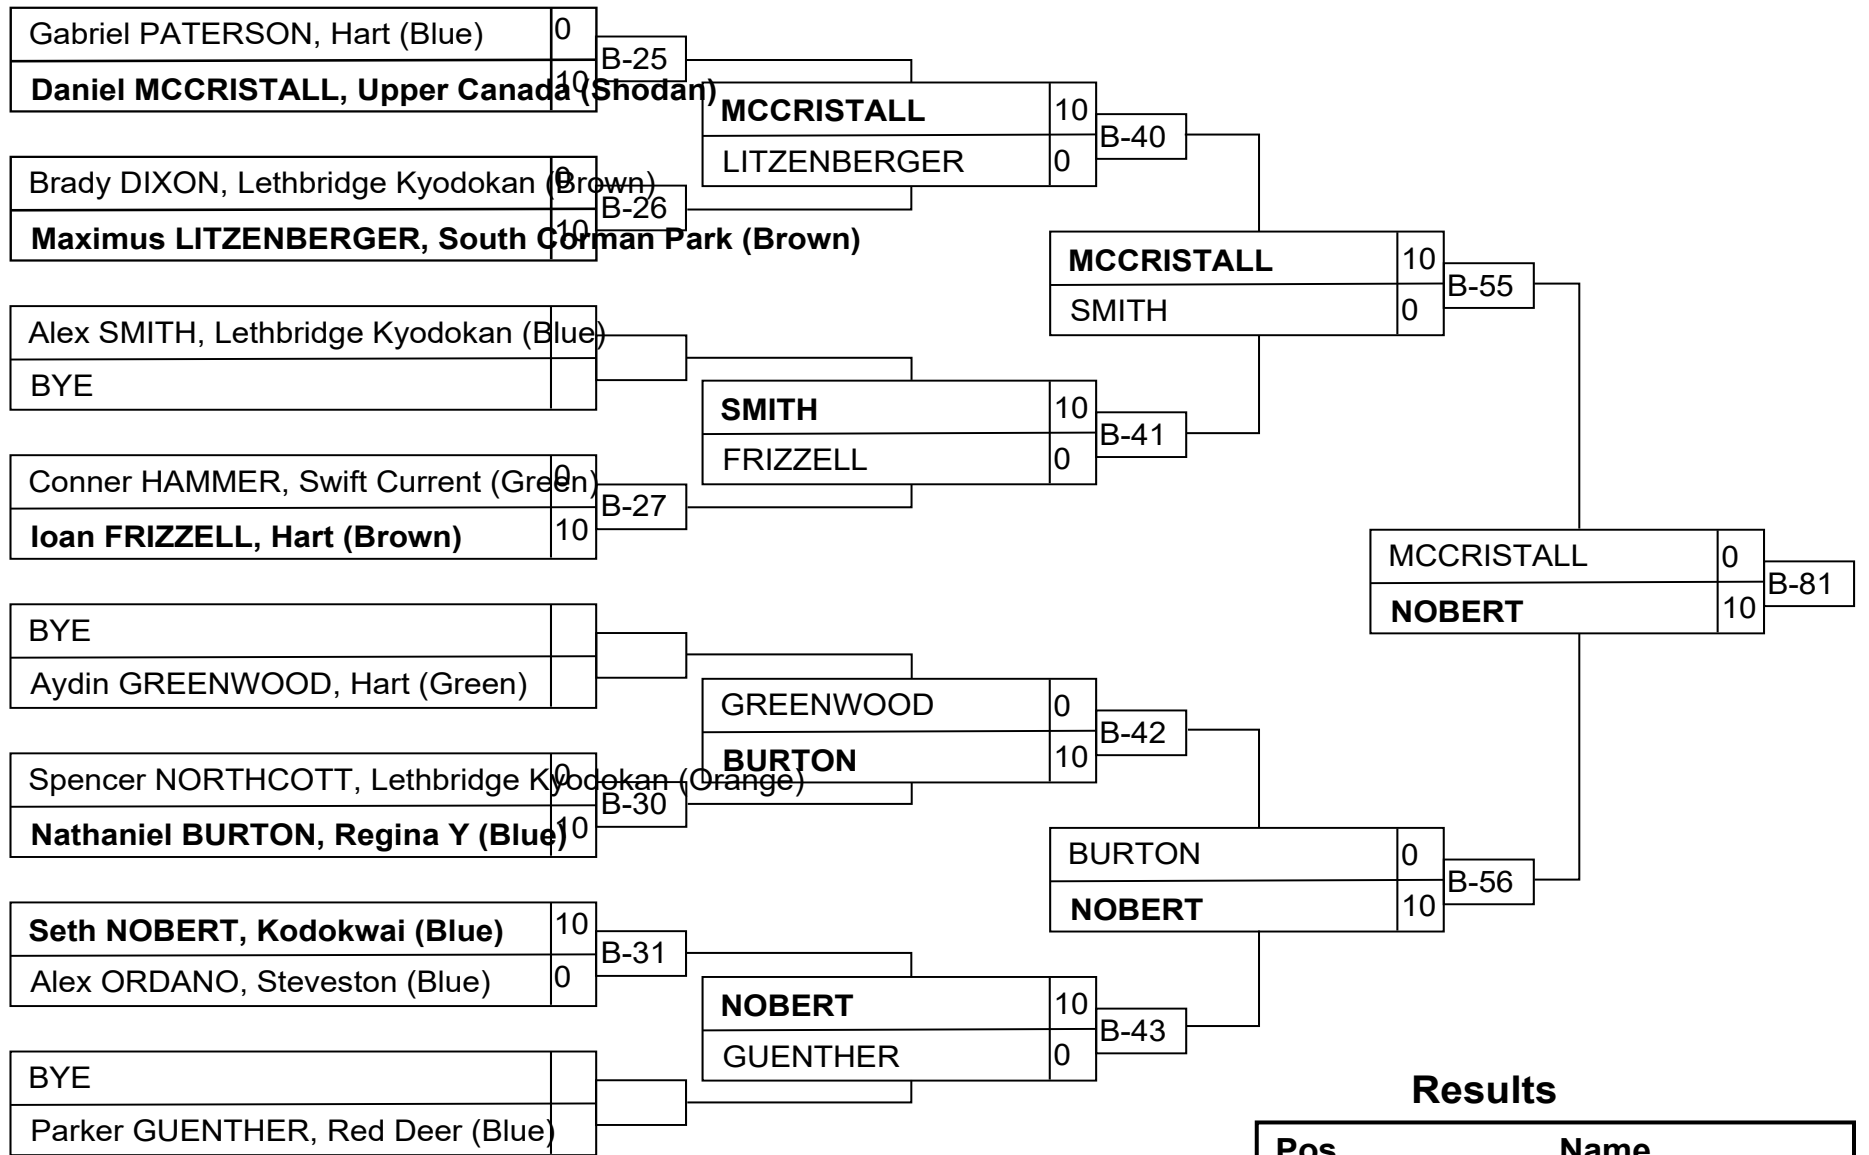 Gabriel PATERSON, Hart (Blue) 0
B-25
Daniel MCCRISTALL, Upper Canada (Shodan) 10
MCCRISTALL 10
B-40
LITZENBERGER 0
Brady DIXON, Lethbridge Kyodokan (Brown) 0
B-26
Maximus LITZENBERGER, South Corman Park (Brown) 10
MCCRISTALL 10
B-55
SMITH 0
Alex SMITH, Lethbridge Kyodokan (Blue)
BYE
SMITH 10
B-41
FRIZZELL 0
Conner HAMMER, Swift Current (Green) 0
B-27
Ioan FRIZZELL, Hart (Brown) 10
MCCRISTALL 0
B-81
NOBERT 10
BYE
Aydin GREENWOOD, Hart (Green)
GREENWOOD 0
B-42
BURTON 10
Spencer NORTHCOTT, Lethbridge Kyodokan (Orange) 0
B-30
Nathaniel BURTON, Regina Y (Blue) 10
BURTON 0
B-56
NOBERT 10
Seth NOBERT, Kodokwai (Blue) 10
B-31
Alex ORDANO, Steveston (Blue) 0
NOBERT 10
B-43
GUENTHER 0
BYE
Parker GUENTHER, Red Deer (Blue)
Results
Pos Name